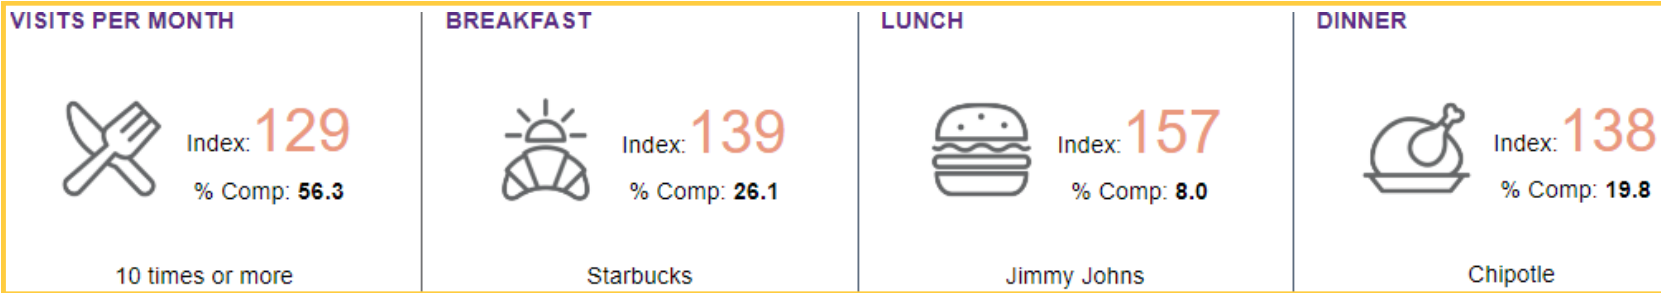 VISITS PER MONTH
Index: 129
% Comp: 56.3
10 times or more
BREAKFAST
Index: 139
% Comp: 26.1
Starbucks
LUNCH
Index: 157
% Comp: 8.0
Jimmy Johns
DINNER
Index: 138
% Comp: 19.8
Chipotle